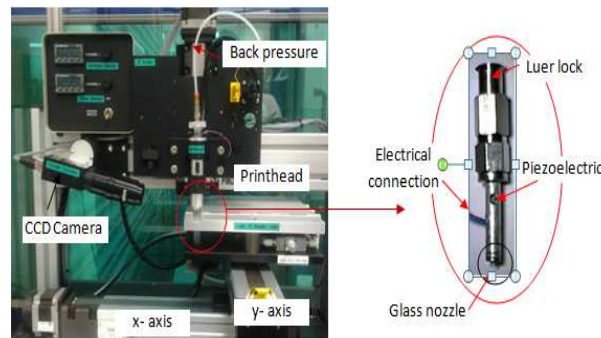 Back pressure
Printhead
CCD Camera
x- axis
y- axis
Luer lock
Electrical
connection
Piezoelectric
Glass nozzle